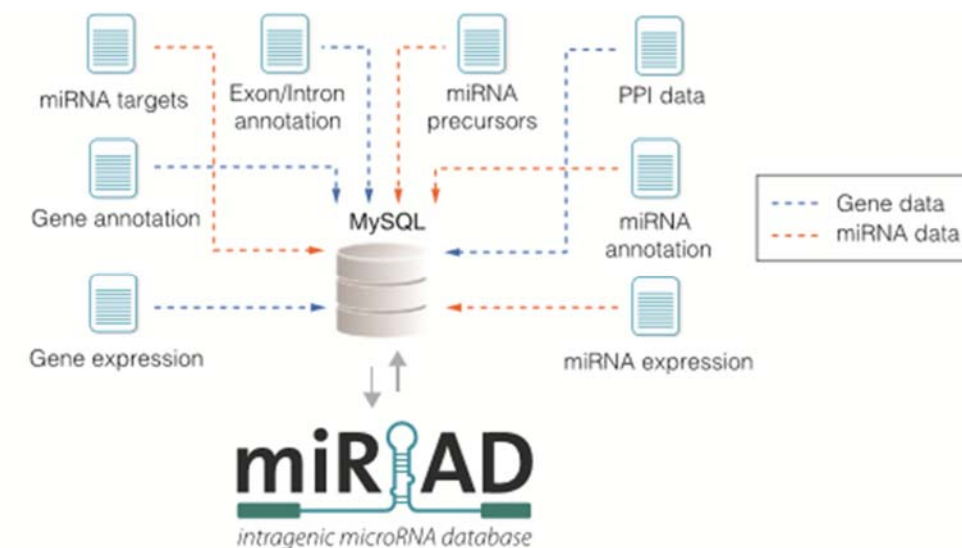 miRNA targets
Exon/Intron
annotation
miRNA
precursors
PPI data
Gene annotation
MySQL
miRNA
annotation
Gene data
miRNA data
Gene expression
miRNA expression
miRIAD
intragenic microRNA database